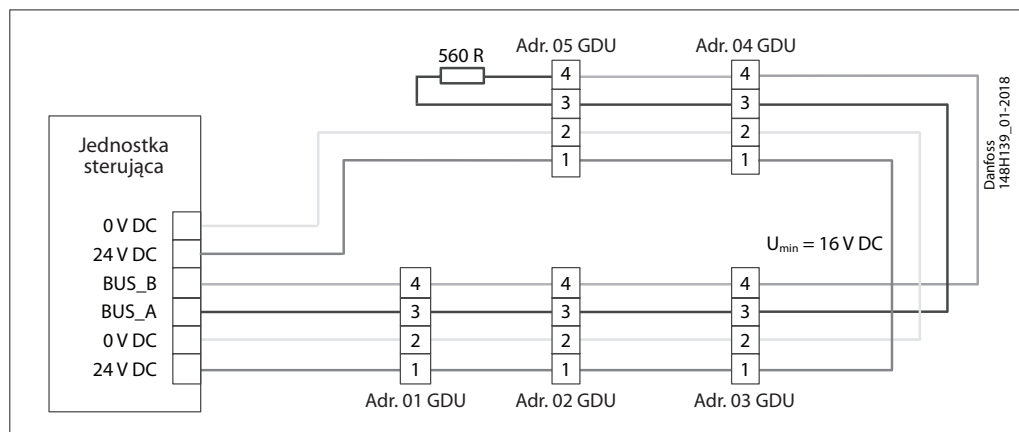 Adr. 05 GDU
Adr. 04 GDU
560 R
4
4
3
3
2
2
1
1
Danfoss
148H139_01-2018
Jednostka
sterująca
0 V DC
24 V DC
BUS_B
BUS_A
0 V DC
24 V DC
Umin = 16 V DC
4
4
4
3
3
3
2
2
2
1
1
1
Adr. 01 GDU
Adr. 02 GDU
Adr. 03 GDU